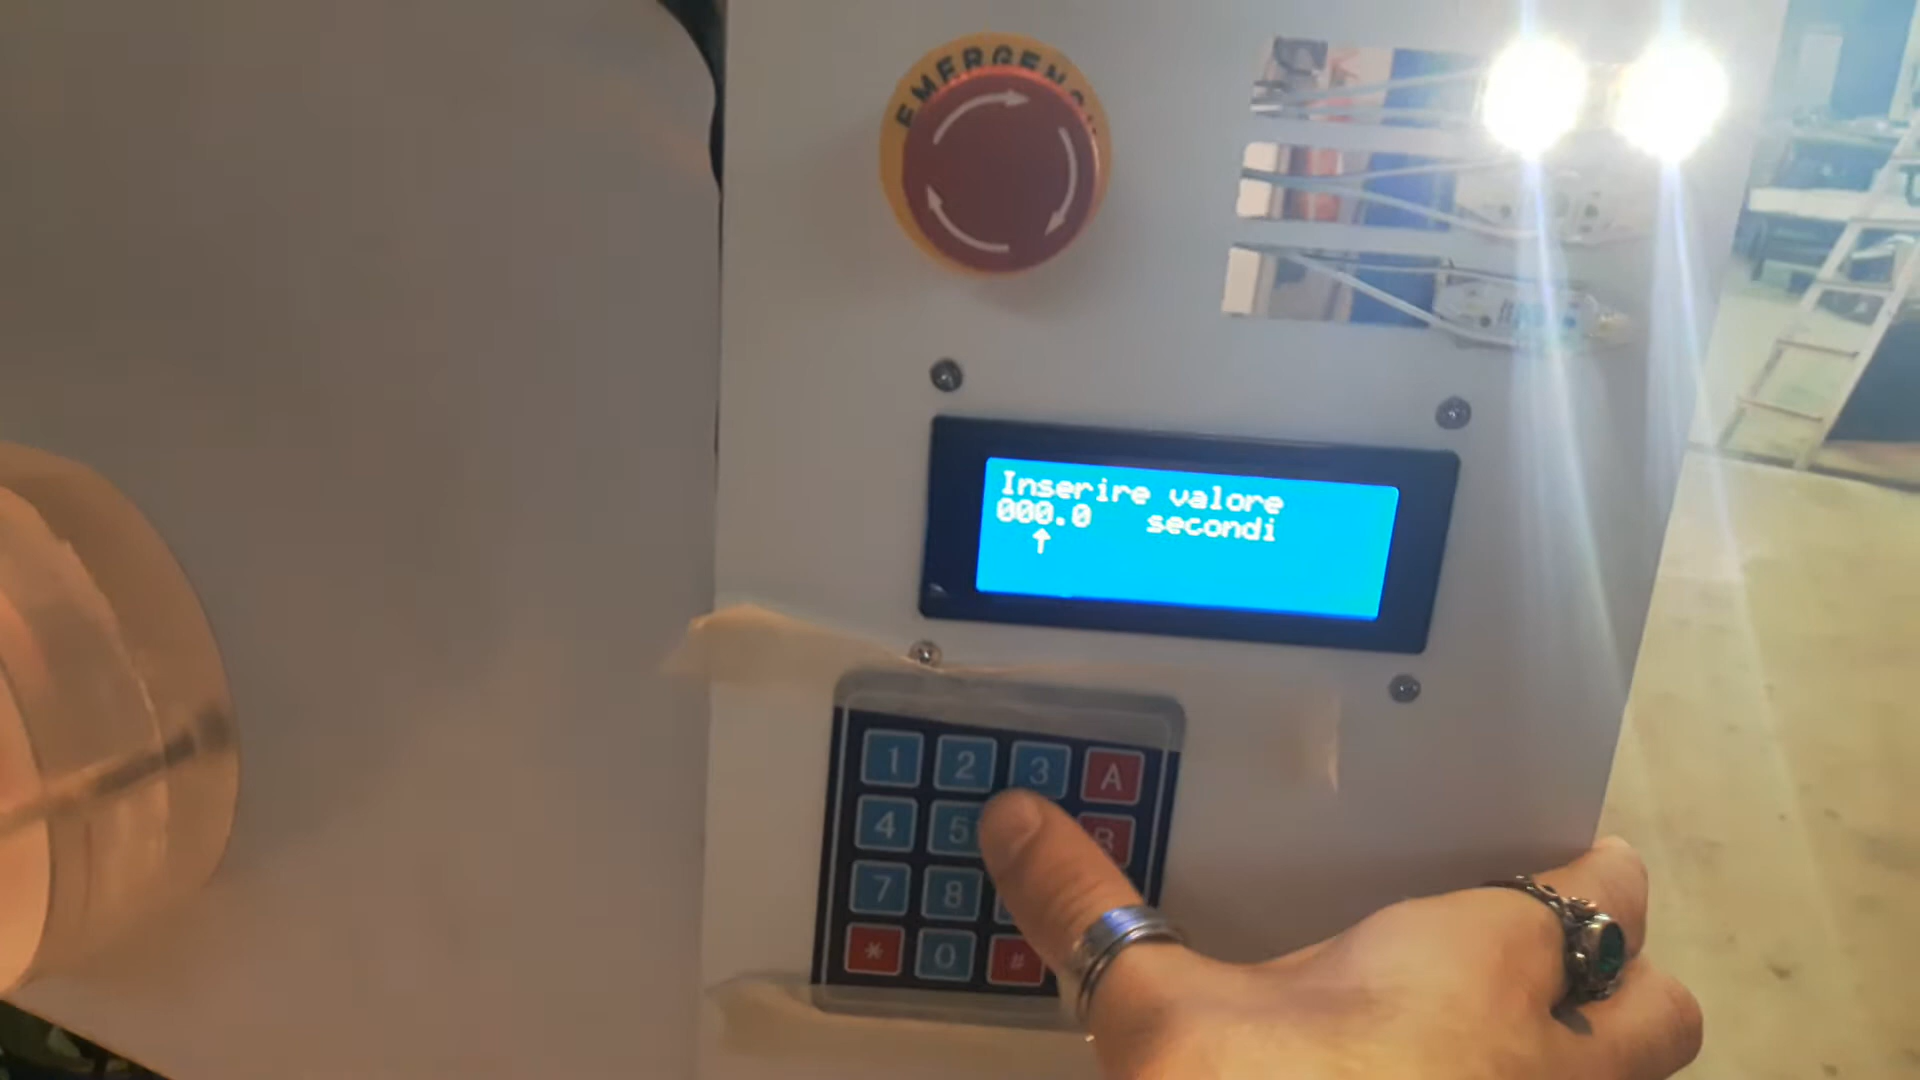 EMERGENCY
Inserire valore
000.0 secondi
↑
1 2 3 A
4 5 B
7 8
* 0 #